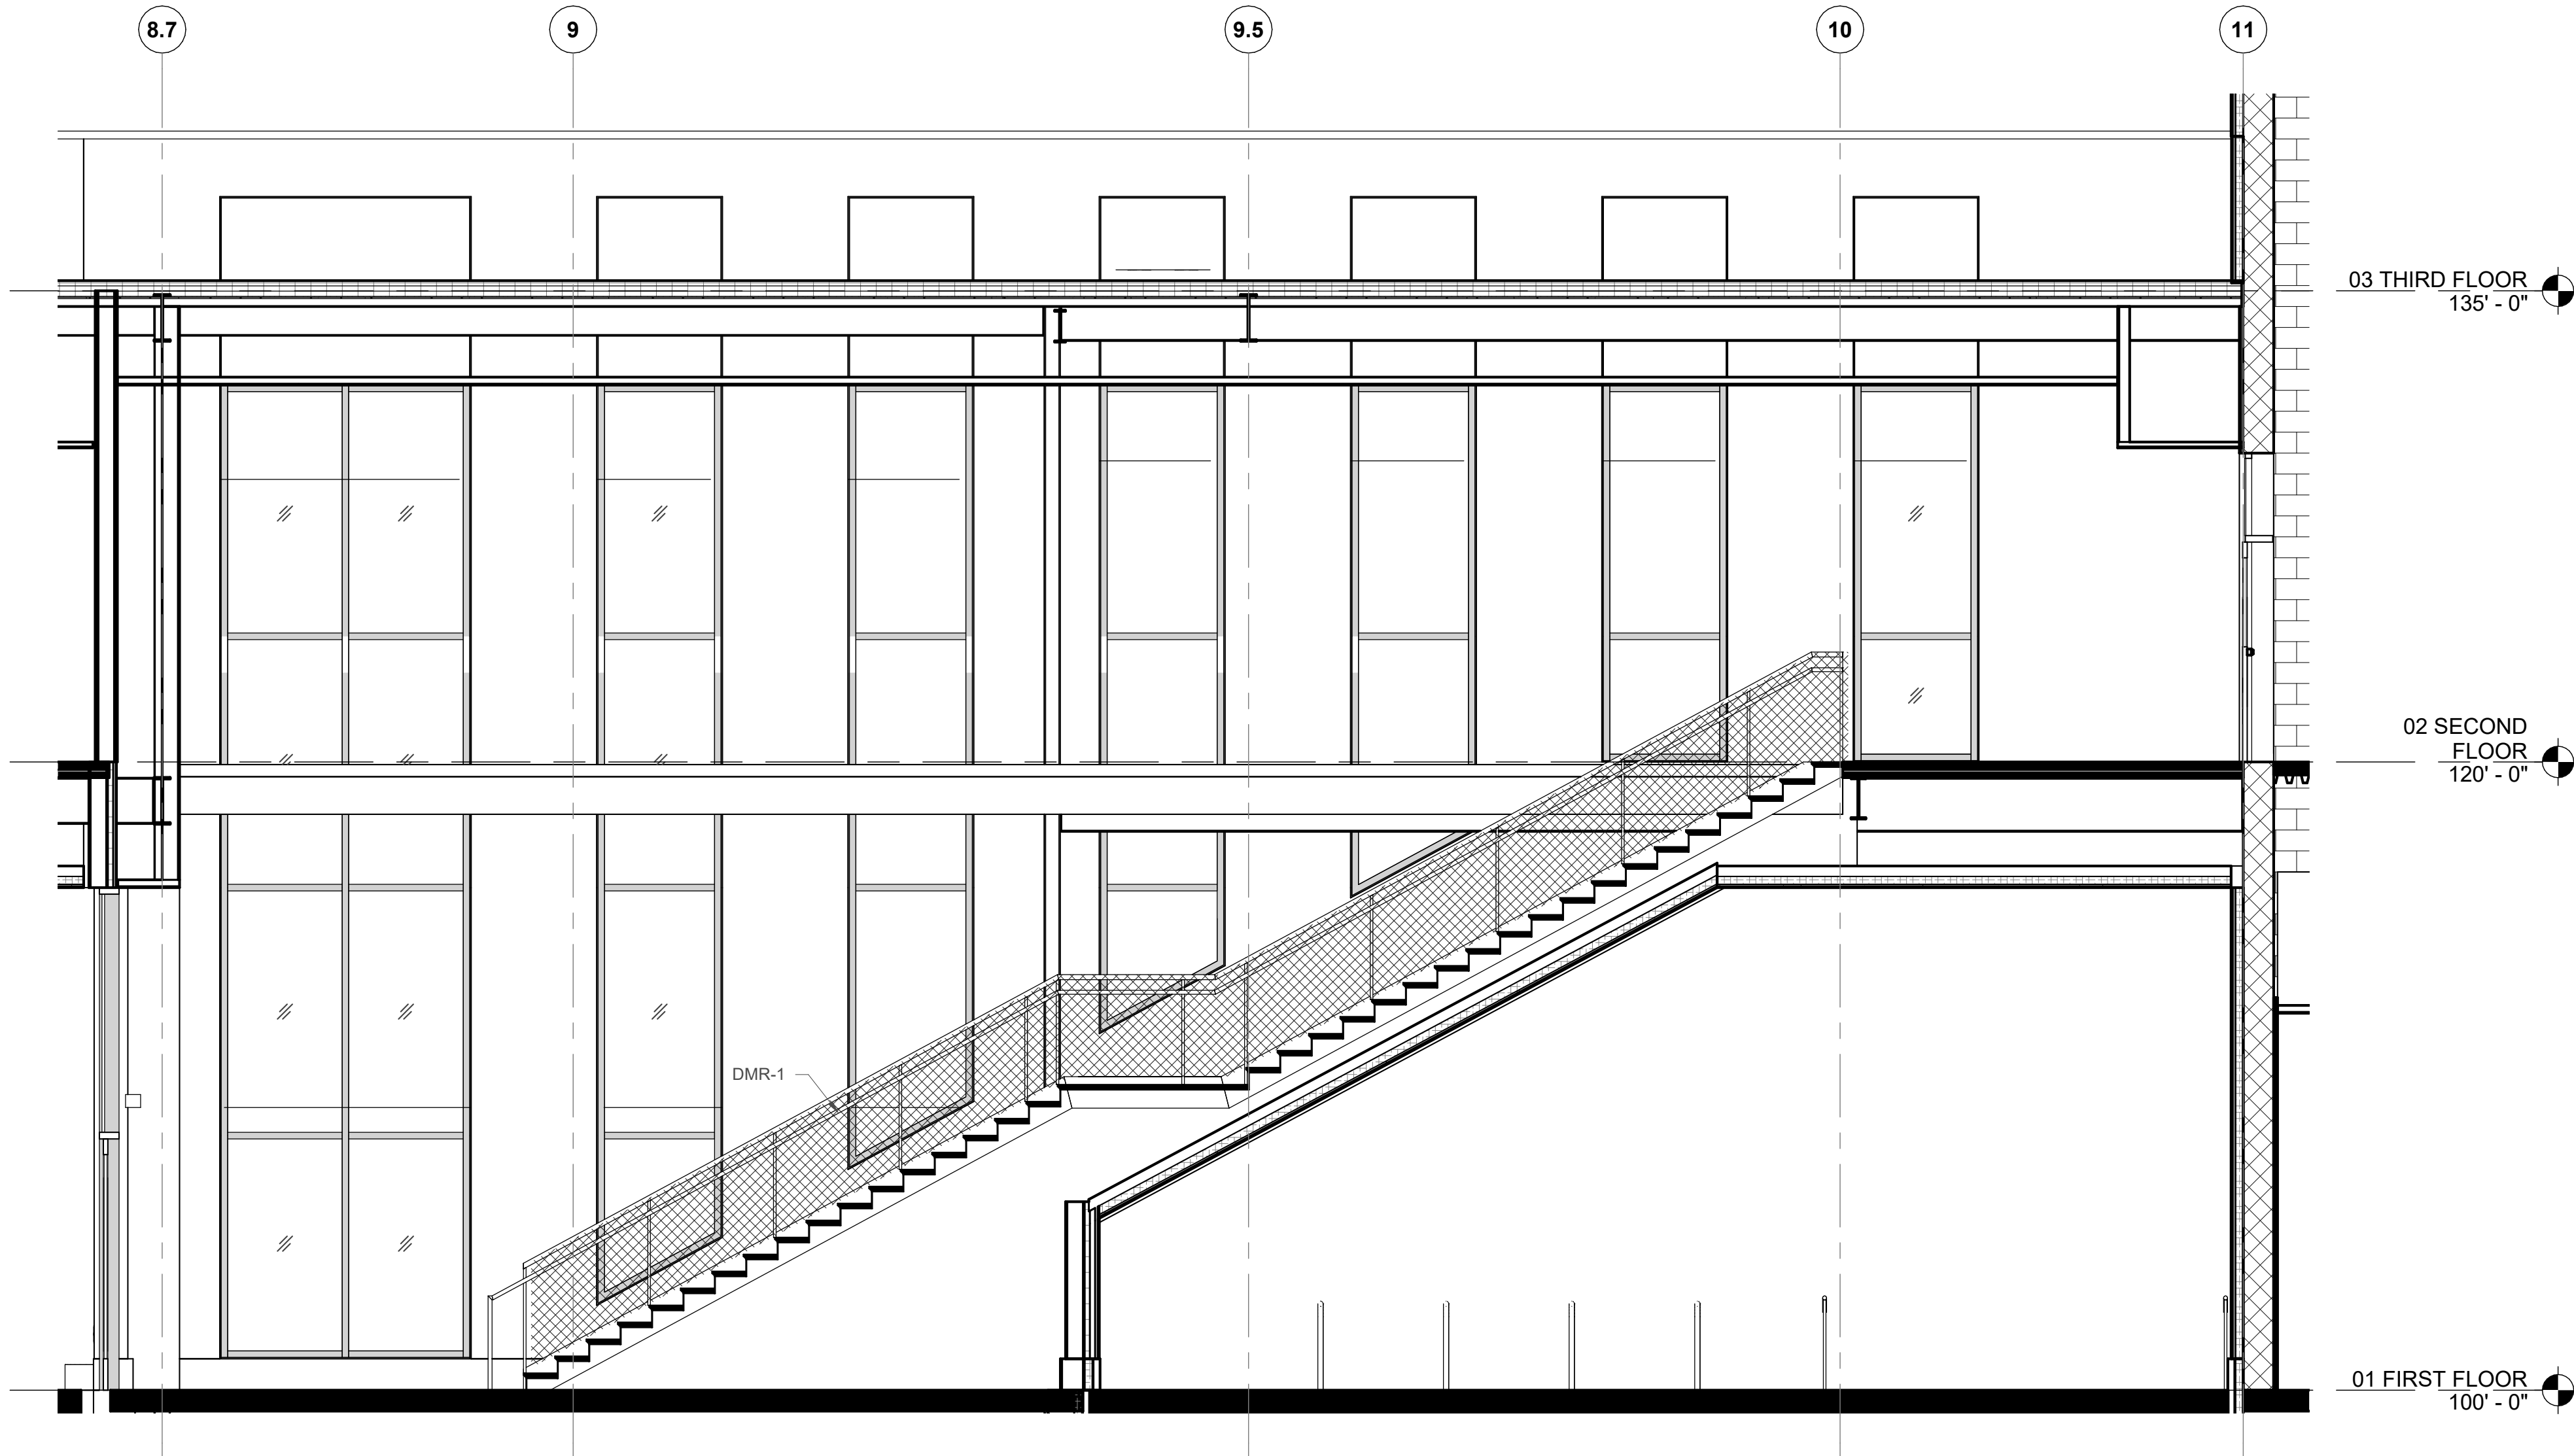 8.7
9
9.5
10
11
03 THIRD FLOOR
135' - 0"
02 SECOND
FLOOR
120' - 0"
DMR-1
01 FIRST FLOOR
100' - 0"